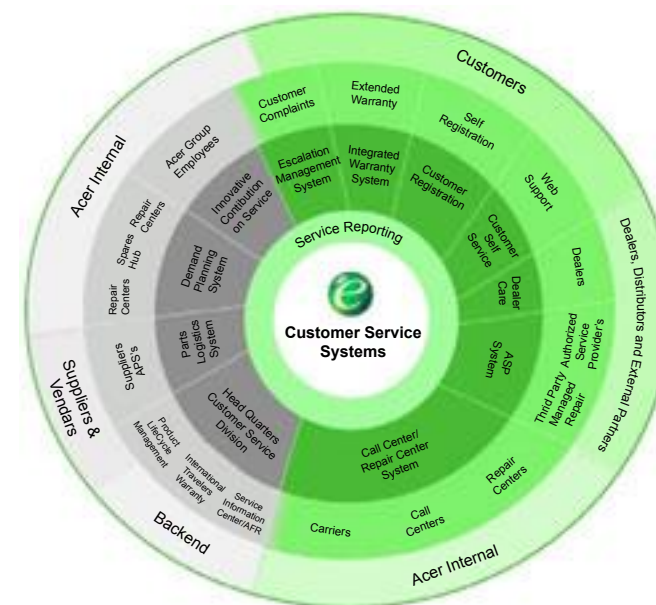 Customers
Dealers, Distributors and External Partners
Acer Internal
Backend
Suppliers &
Vendars
Acer Internal
Customer
Complaints
Extended
Warranty
Self
Registration
Web
Support
Dealers
Authorized
Service
Provider's
Thrid Party
Managed
Repair
Repair
Centers
Call
Centers
Carriers
Service
Information
Center/AFR
International
Travelers
Warranty
Product
LifeCycle
Management
Suppliers
APS's
Repair
Centers
Spares
Hub
Repair
Centers
Acer Group
Employees
Escalation
Management
System
Integrated
Warranty
System
Customer
Registration
Customer
Self
Service
Dealer
Care
ASP
System
Call Center/
Repair Center
System
Head Quarters
Customer Service
Division
Parts
Logistics
System
Demand
Planning
System
Innovative
Contibution
on Service
Service Reporting
e
Customer Service
Systems